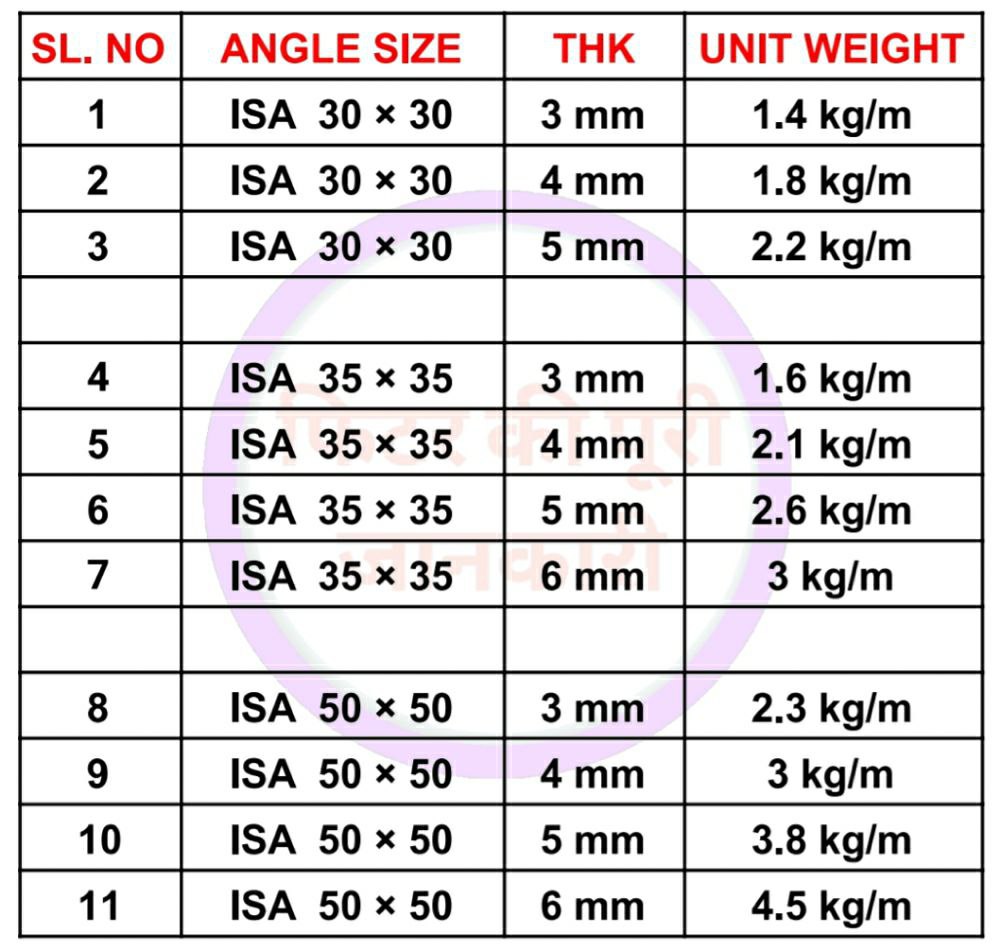 SL. NO ANGLE SIZE THK UNIT WEIGHT
1 ISA 30 × 30 3 mm 1.4 kg/m
2 ISA 30 × 30 4 mm 1.8 kg/m
3 ISA 30 × 30 5 mm 2.2 kg/m
4 ISA 35 × 35 3 mm 1.6 kg/m
5 ISA 35 × 35 4 mm 2.1 kg/m
6 ISA 35 × 35 5 mm 2.6 kg/m
7 ISA 35 × 35 6 mm 3 kg/m
8 ISA 50 × 50 3 mm 2.3 kg/m
9 ISA 50 × 50 4 mm 3 kg/m
10 ISA 50 × 50 5 mm 3.8 kg/m
11 ISA 50 × 50 6 mm 4.5 kg/m
फिटर की पूरी
जानकारी